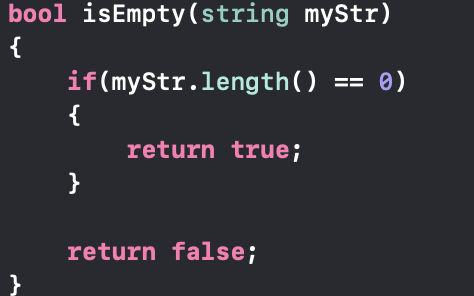 bool isEmpty(string myStr)
{
    if(myStr.length() == 0)
    {
        return true;
    }

    return false;
}